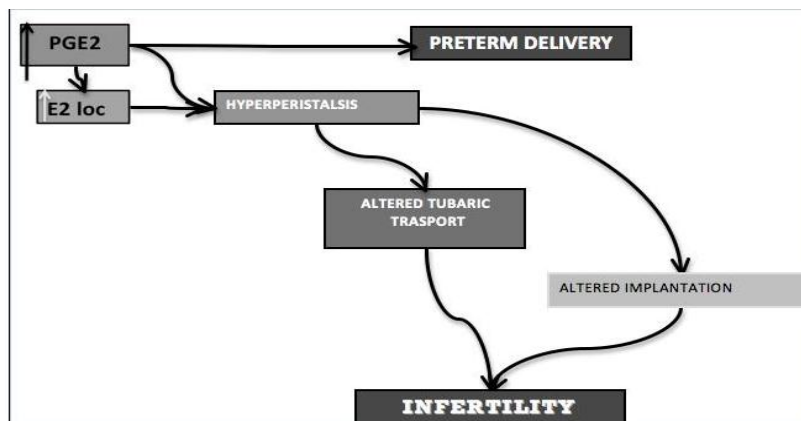 PGE2
PRETERM DELIVERY
E2 loc
HYPERPERISTALSIS
ALTERED TUBARIC
TRASPORT
ALTERED IMPLANTATION
INFERTILITY